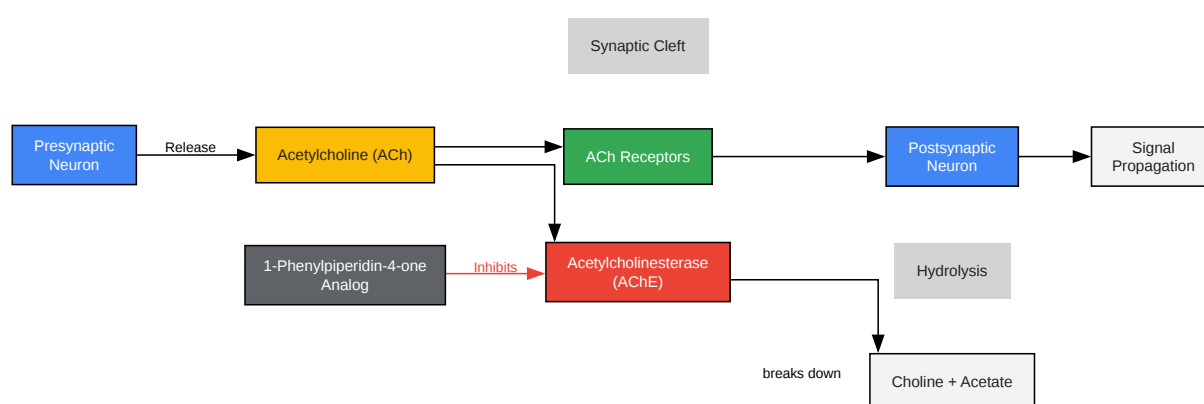 Synaptic Cleft
Presynaptic
Neuron
Release
Acetylcholine (ACh)
ACh Receptors
Postsynaptic
Neuron
Signal
Propagation
1-Phenylpiperidin-4-one
Analog
Inhibits
Acetylcholinesterase
(AChE)
Hydrolysis
breaks down
Choline + Acetate